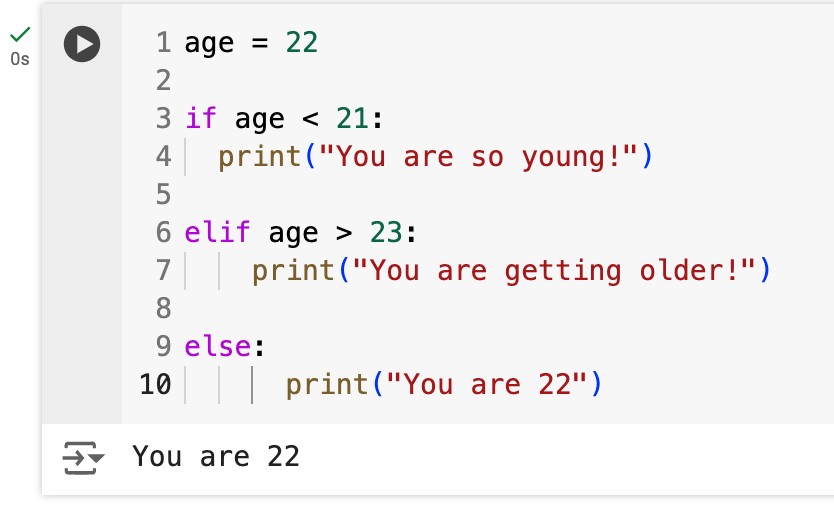 0s
1 age = 22
2
3 if age < 21:
4   print("You are so young!")
5
6 elif age > 23:
7     print("You are getting older!")
8
9 else:
10       print("You are 22")
You are 22